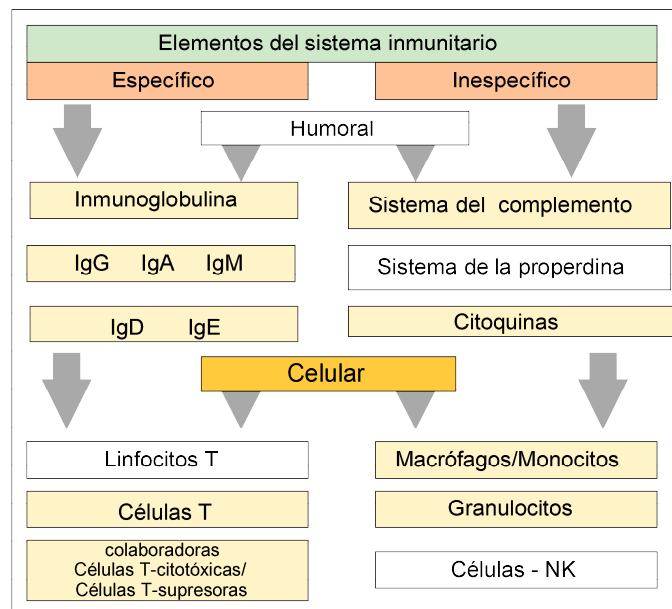 Elementos del sistema inmunitario
Específico
Inespecífico
Humoral
Inmunoglobulina
Sistema del complemento
IgG IgA IgM
Sistema de la properdina
IgD IgE
Citoquinas
Celular
Linfocitos T
Macrófagos/Monocitos
Células T
Granulocitos
colaboradoras
Células T-citotóxicas/
Células T-supresoras
Células - NK